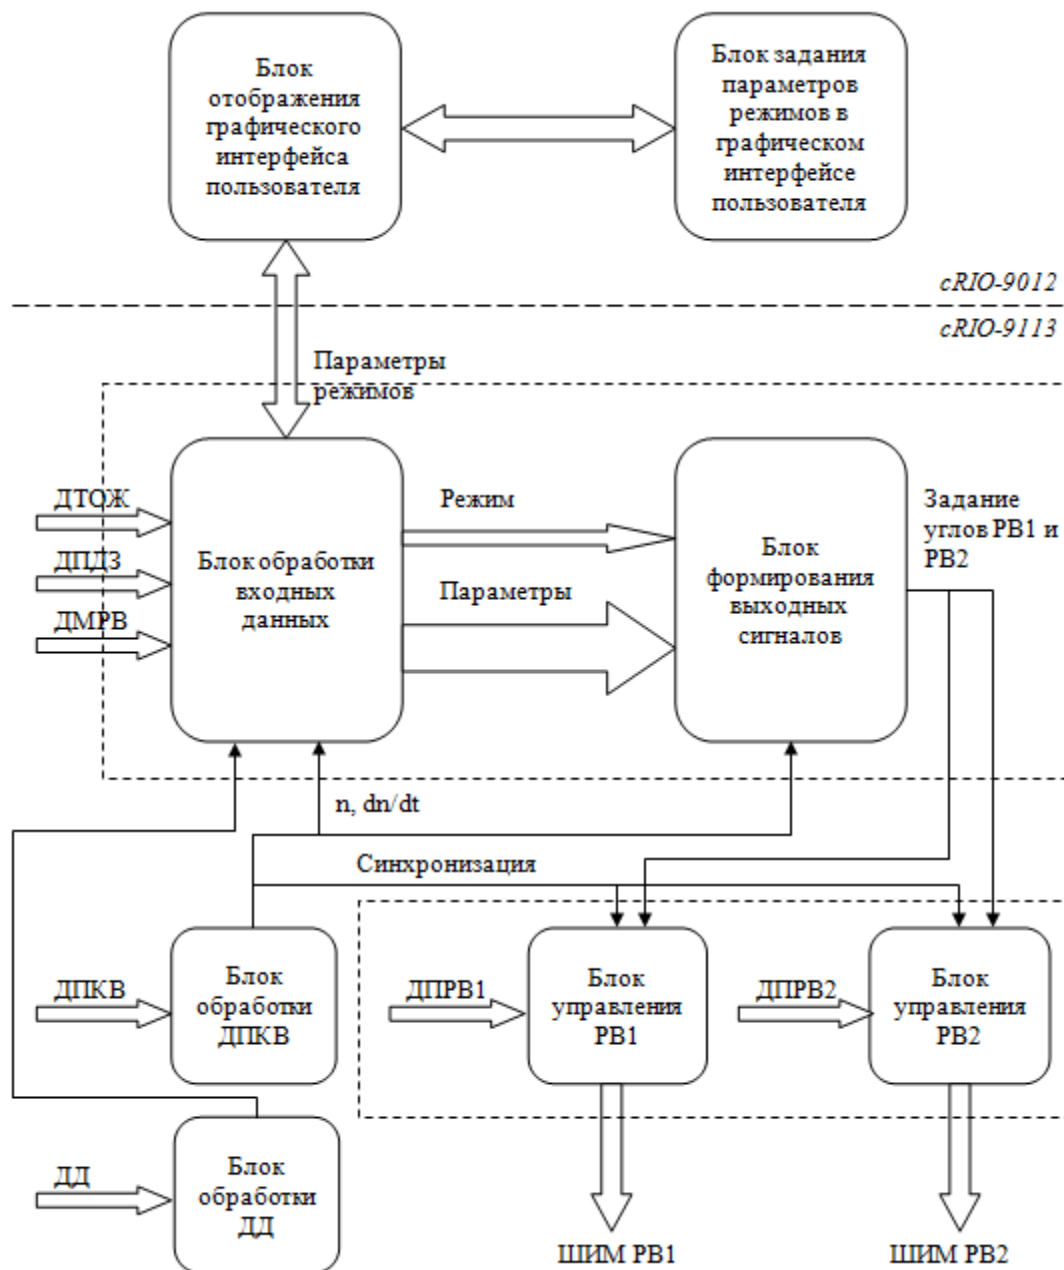 Блок
отображения
графического
интерфейса
пользователя
Блок задания
параметров
режимов в
графическом
интерфейсе
пользователя
cRIO-9012
cRIO-9113
Параметры
режимов
ДТОЖ
ДПДЗ
ДМРВ
Блок обработки
входных
данных
Режим
Параметры
Блок
формирования
выходных
сигналов
Задание
углов РВ1 и
РВ2
n, dn/dt
Синхронизация
ДПКВ
Блок
обработки
ДПКВ
ДПРВ1
Блок
управления
РВ1
ДПРВ2
Блок
управления
РВ2
ДД
Блок
обработки
ДД
ШИМ РВ1
ШИМ РВ2